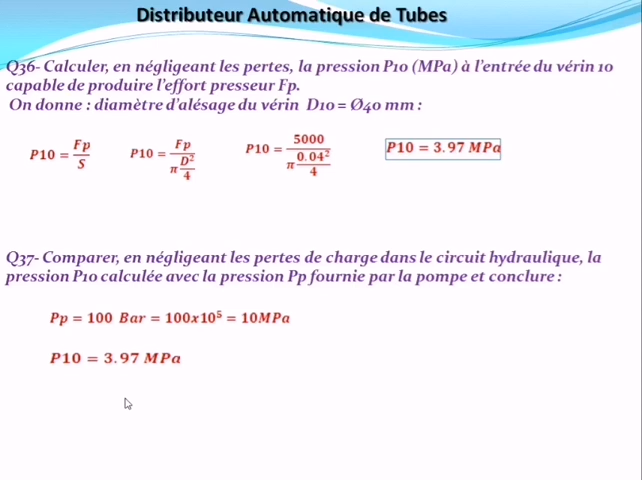 Distributeur Automatique de Tubes
Q36- Calculer, en négligeant les pertes, la pression P10 (MPa) à l'entrée du vérin 10
capable de produire l'effort presseur Fp.
On donne : diamètre d'alésage du vérin D10 = Ø40 mm :
P10 = Fp/S P10 = Fp/(π D²/4) P10 = 5000/(π 0.04²/4) P10 = 3.97 MPa
Q37- Comparer, en négligeant les pertes de charge dans le circuit hydraulique, la
pression P10 calculée avec la pression Pp fournie par la pompe et conclure :
Pp = 100 Bar = 100x10⁵ = 10MPa
P10 = 3.97 MPa